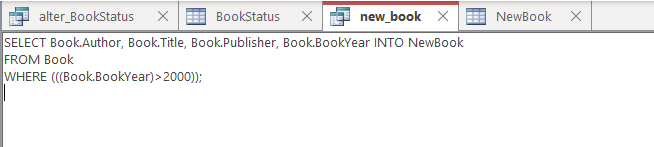 alter_BookStatus BookStatus new_book NewBook
SELECT Book.Author, Book.Title, Book.Publisher, Book.BookYear INTO NewBook
FROM Book
WHERE (((Book.BookYear)>2000));